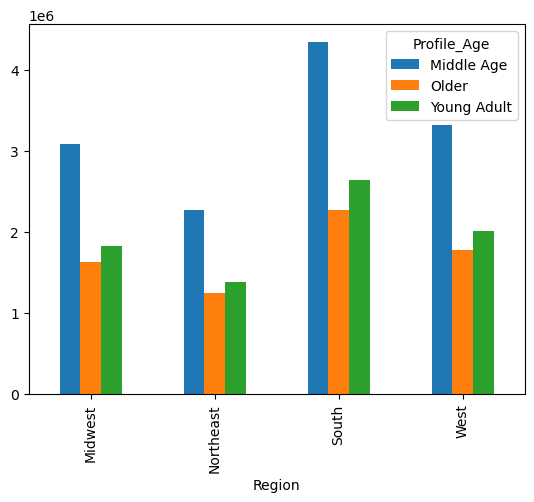 1e6
Profile_Age
Middle Age
Older
Young Adult
4
3
2
1
0
Midwest
Northeast
South
West
Region